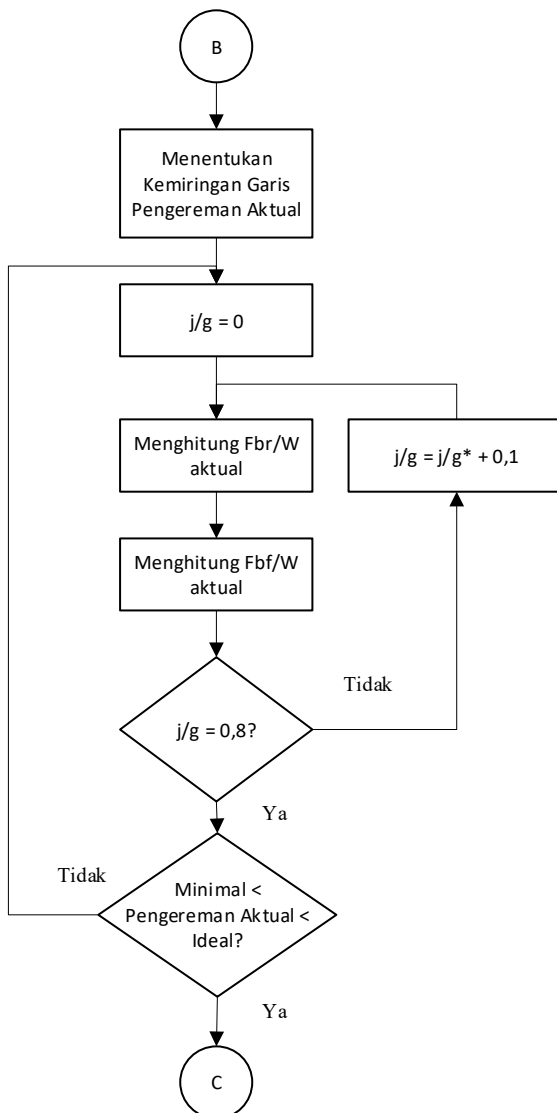 B
Menentukan
Kemiringan Garis
Pengereman Aktual
j/g = 0
Menghitung Fbr/W
aktual
j/g = j/g* + 0,1
Menghitung Fbf/W
aktual
Tidak
j/g = 0,8?
Ya
Tidak
Minimal <
Pengereman Aktual <
Ideal?
Ya
C